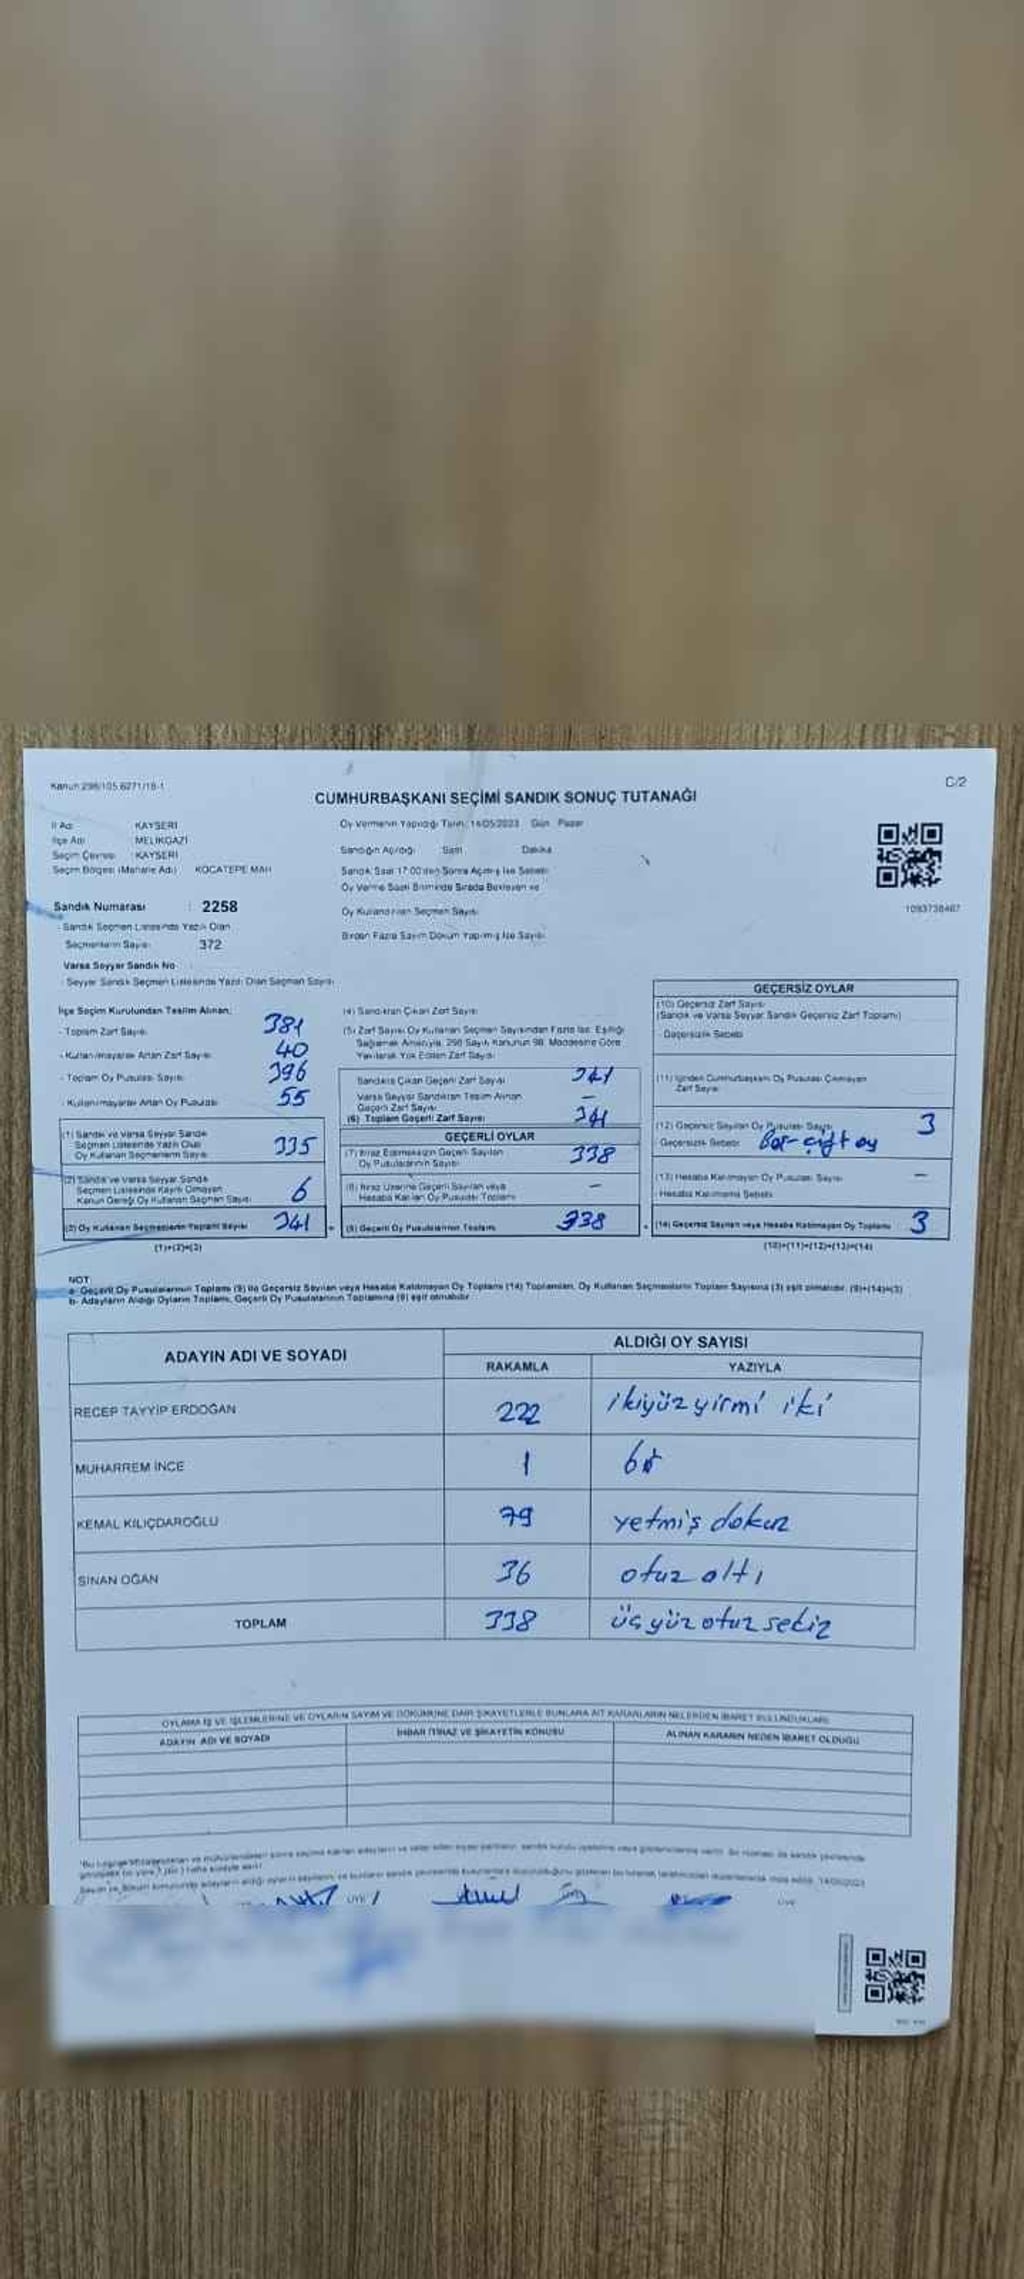 Kanun:298/105.6271/18-1
C/2
CUMHURBAŞKANI SEÇİMİ SANDIK SONUÇ TUTANAĞI
İl Adı KAYSERİ
İlçe Adı MELİKGAZİ
Seçim Çevresi : KAYSERİ
Seçim Bölgesi (Mahalle Adı) KOCATEPE MAH
Oy Vermenin Yapıldığı Tarih: 14/05/2023 Gün Pazar
Sandığın Açıldığı Saat Dakika
Sandık Saat 17:00'den Sonra Açılmış İse Sebebi
Oy Verme Saati Bitiminde Sırada Bekleyen ve
Oy Kullandırılan Seçmen Sayısı
Birden Fazla Sayım Döküm Yapılmış İse Sayısı
1093738467
Sandık Numarası : 2258
- Sandık Seçmen Listesinde Yazılı Olan
Seçmenlerin Sayısı 372
Varsa Seyyar Sandık No
- Seyyar Sandık Seçmen Listesinde Yazılı Olan Seçmen Sayısı
İlçe Seçim Kurulundan Teslim Alınan;
- Toplam Zarf Sayısı 381
- Kullanılmayarak Artan Zarf Sayısı 40
- Toplam Oy Pusulası Sayısı 396
- Kullanılmayarak Artan Oy Pusulası 55
(1) Sandık ve Varsa Seyyar Sandık
Seçmen Listesinde Yazılı Olup
Oy Kullanan Seçmenlerin Sayısı 335
(2) Sandık ve Varsa Seyyar Sandık
Seçmen Listesinde Kayıtlı Olmayan
Kanun Gereği Oy Kullanan Seçmen Sayısı 6
(3) Oy Kullanan Seçmenlerin Toplam Sayısı 341
(1)+(2)=(3)
(4) Sandıktan Çıkan Zarf Sayısı
(5) Zarf Sayısı Oy Kullanan Seçmen Sayısından Fazla İse, Eşitliği
Sağlamak Amacıyla, 298 Sayılı Kanunun 98. Maddesine Göre
Yakılarak Yok Edilen Zarf Sayısı
Sandıkta Çıkan Geçerli Zarf Sayısı 341
Varsa Seyyar Sandıktan Teslim Alınan
Geçerli Zarf Sayısı –
(6) Toplam Geçerli Zarf Sayısı 341
GEÇERLİ OYLAR
(7) İtiraz Edilmeksizin Geçerli Sayılan
Oy Pusulalarının Sayısı 338
(8) İtiraz Üzerine Geçerli Sayılan veya
Hesaba Katılan Oy Pusulası Toplamı –
(9) Geçerli Oy Pusulalarının Toplamı 338
GEÇERSİZ OYLAR
(10) Geçersiz Zarf Sayısı
(Sandık ve Varsa Seyyar Sandık Geçersiz Zarf Toplamı)
- Geçersizlik Sebebi
(11) İçinden Cumhurbaşkanı Oy Pusulası Çıkmayan
Zarf Sayısı
(12) Geçersiz Sayılan Oy Pusulası Sayısı 3
- Geçersizlik Sebebi çift oy
(13) Hesaba Katılmayan Oy Pusulası Sayısı –
- Hesaba Katılmama Sebebi
(14) Geçersiz Sayılan veya Hesaba Katılmayan Oy Toplamı 3
(10)+(11)+(12)+(13)=(14)
NOT
a- Geçerli Oy Pusulalarının Toplamı (9) ile Geçersiz Sayılan veya Hesaba Katılmayan Oy Toplamı (14) Toplamları, Oy Kullanan Seçmenlerin Toplam Sayısına (3) eşit olmalıdır. (9)+(14)=(3)
b- Adayların Aldığı Oyların Toplamı, Geçerli Oy Pusulalarının Toplamına (9) eşit olmalıdır.
ADAYIN ADI VE SOYADI
ALDIĞI OY SAYISI
RAKAMLA YAZIYLA
RECEP TAYYİP ERDOĞAN 222 ikiyüz yirmi iki
MUHARREM İNCE 1 bir
KEMAL KILIÇDAROĞLU 79 yetmiş dokuz
SİNAN OĞAN 36 otuz altı
TOPLAM 338 üçyüz otuz sekiz
OYLAMA İŞ VE İŞLEMLERİNE VE OYLARIN SAYIM VE DÖKÜMÜNE DAİR ŞİKAYETLERLE BUNLARA AİT KARARLARIN NELERDEN İBARET BULUNDUKLARI
ADAYIN ADI VE SOYADI
İHBAR İTİRAZ VE ŞİKAYETİN KONUSU
ALINAN KARARIN NEDEN İBARET OLDUĞU
ÜYE
ÜYE